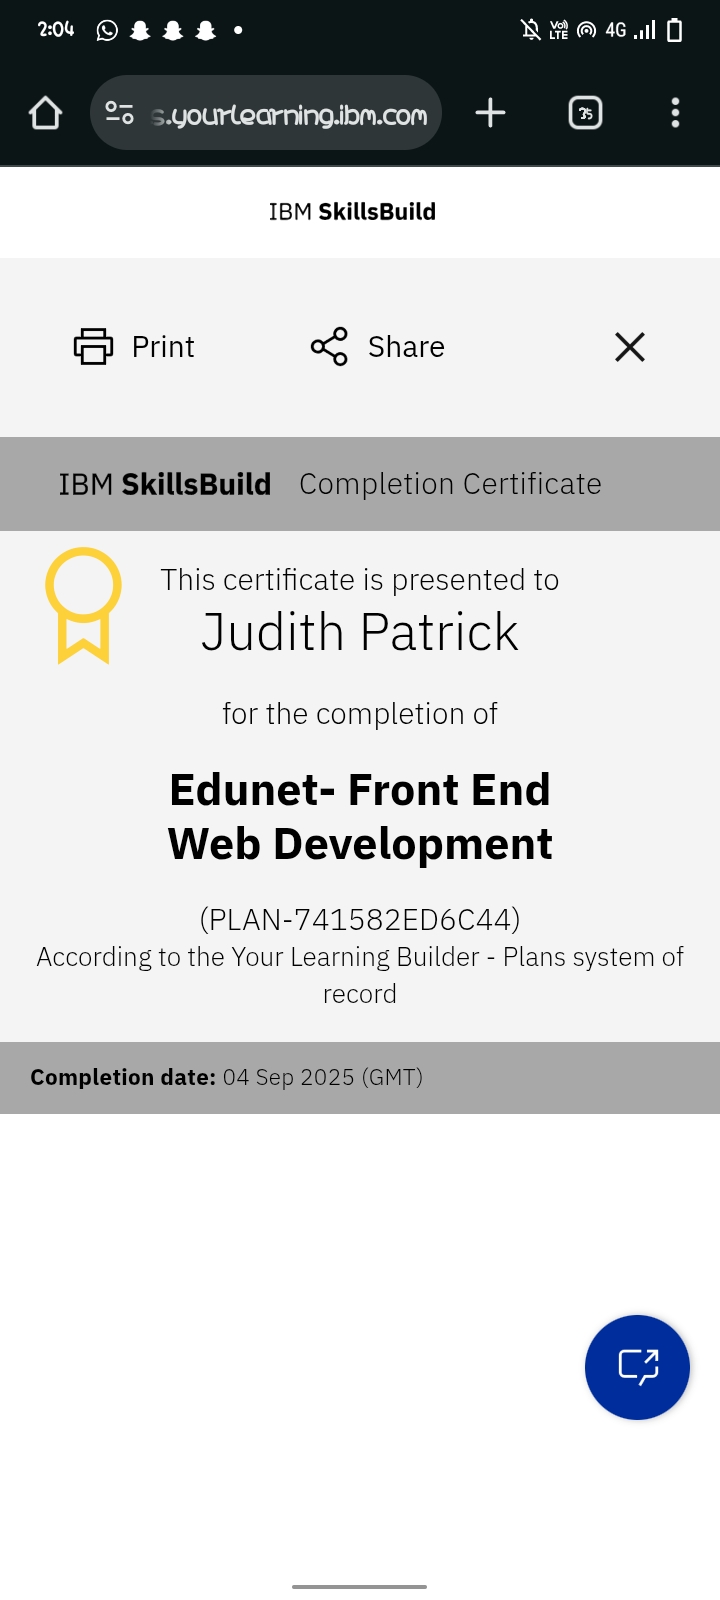 2:04 Vo) LTE 4G
s.yourlearning.ibm.com 35
IBM SkillsBuild
Print Share
IBM SkillsBuild Completion Certificate
This certificate is presented to
Judith Patrick
for the completion of
Edunet- Front End
Web Development
(PLAN-741582ED6C44)
According to the Your Learning Builder - Plans system of
record
Completion date: 04 Sep 2025 (GMT)